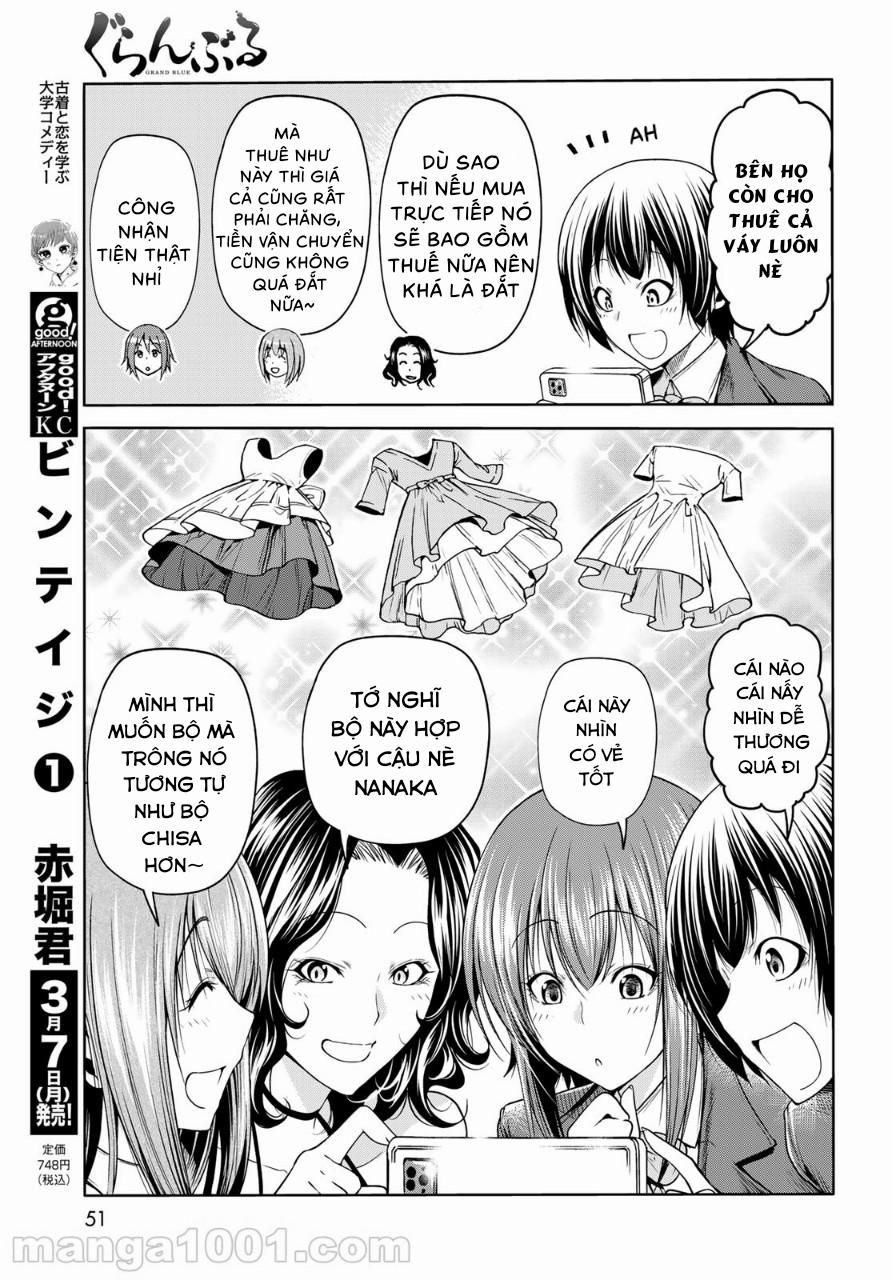 ぐらんぶる
GRAND BLUE
古着と恋を学ぶ
大学コメディー
good!
AFTERNOON
good!
アフタヌーン
KC
ビンテイジ
1
赤堀君
3月7日(月)発売!
定価
748円
(税込)
AH
BÊN HỌ
CÒN CHO
THUÊ CẢ
VÁY LUÔN
NÈ
DÙ SAO
THÌ NẾU MUA
TRỰC TIẾP NÓ
SẼ BAO GỒM
THUẾ NỮA NÊN
KHÁ LÀ ĐẮT
MÀ
THUÊ NHƯ
NÀY THÌ GIÁ
CẢ CŨNG RẤT
PHẢI CHĂNG,
TIỀN VẬN CHUYỂN
CŨNG KHÔNG
QUÁ ĐẮT
NỮA~
CÔNG
NHẬN
TIỆN THẬT
NHỈ
CÁI NÀO
CÁI NẤY
NHÌN DỄ
THƯƠNG
QUÁ ĐI
CÁI NÀY
NHÌN
CÓ VẺ
TỐT
TỚ NGHĨ
BỘ NÀY HỢP
VỚI CẬU NÈ
NANAKA
MÌNH THÌ
MUỐN BỘ MÀ
TRÔNG NÓ
TƯƠNG TỰ
NHƯ BỘ
CHISA
HƠN~
51
manga1001.com